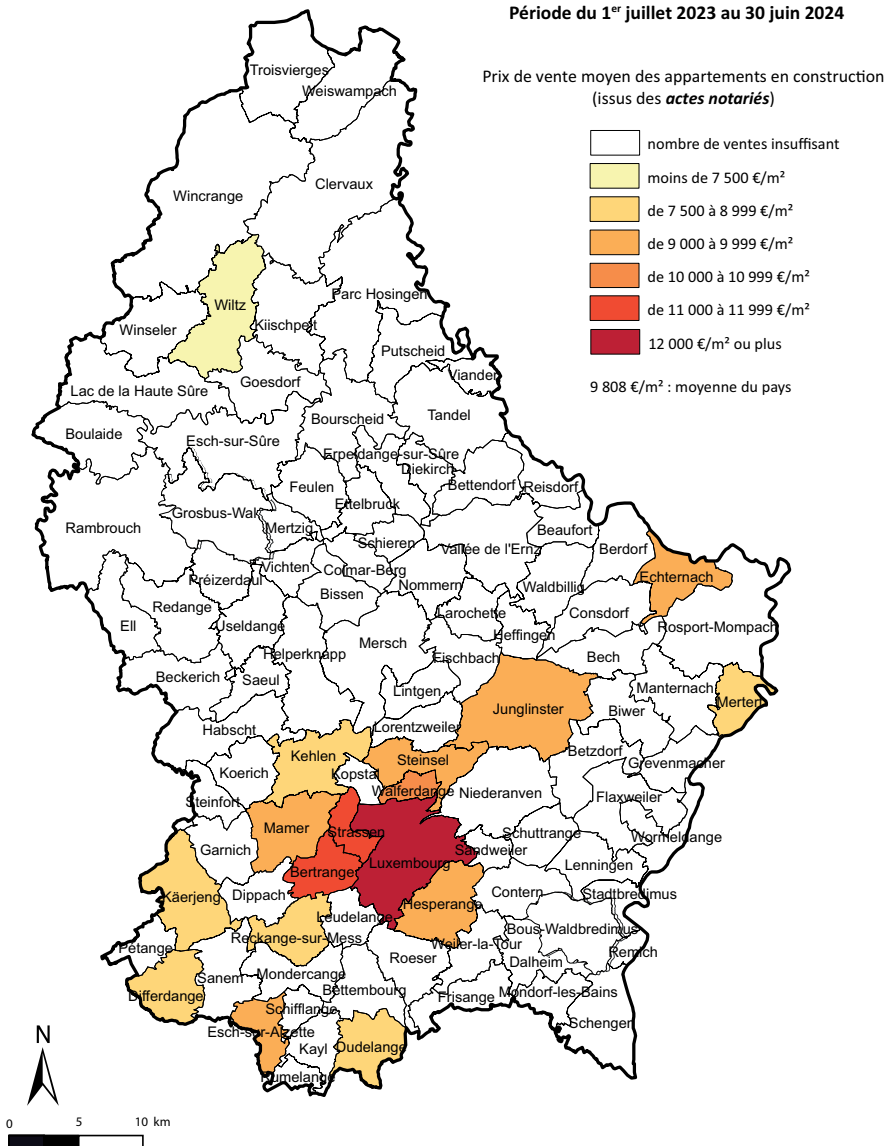 Période du 1er juillet 2023 au 30 juin 2024
Prix de vente moyen des appartements en construction
(issus des actes notariés)
nombre de ventes insuffisant
moins de 7 500 €/m²
de 7 500 à 8 999 €/m²
de 9 000 à 9 999 €/m²
de 10 000 à 10 999 €/m²
de 11 000 à 11 999 €/m²
12 000 €/m² ou plus
9 808 €/m² : moyenne du pays
Troisvierges
Weiswampach
Clervaux
Wincrange
Parc Hosingen
Wiltz
Kiischpelt
Winseler
Putscheid
Vianden
Goesdorf
Lac de la Haute Sûre
Tandel
Bourscheid
Boulaide
Esch-sur-Sûre
Erpeldange-sur-Sûre
Diekirch
Bettendorf
Reisdorf
Feulen
Ettelbruck
Grosbus-Wal
Mertzig
Rambrouch
Beaufort
Schieren
Vallée de l'Ernz
Berdorf
Vichten
Colmar-Berg
Echternach
Préizerdaul
Nommern
Waldbillig
Bissen
Redange
Larochette
Consdorf
Ell
Useldange
Heffingen
Rosport-Mompach
Mersch
Helperknapp
Fischbach
Bech
Beckerich
Saeul
Lintgen
Manternach
Mertert
Junglinster
Biwer
Habscht
Lorentzweiler
Kehlen
Steinsel
Betzdorf
Grevenmacher
Koerich
Kopstal
Walferdange
Niederanven
Flaxweiler
Steinfort
Mamer
Strassen
Schuttrange
Wormeldange
Garnich
Luxembourg
Sandweiler
Lenningen
Bertrange
Käerjeng
Dippach
Contern
Stadtbredimus
Hesperange
Leudelange
Bous-Waldbredimus
Reckange-sur-Mess
Weiler-la-Tour
Remich
Pétange
Roeser
Dalheim
Sanem
Mondercange
Differdange
Bettembourg
Frisange
Mondorf-les-Bains
Schifflange
Schengen
Esch-sur-Alzette
Kayl
Dudelange
Rumelange
N
0 5 10 km